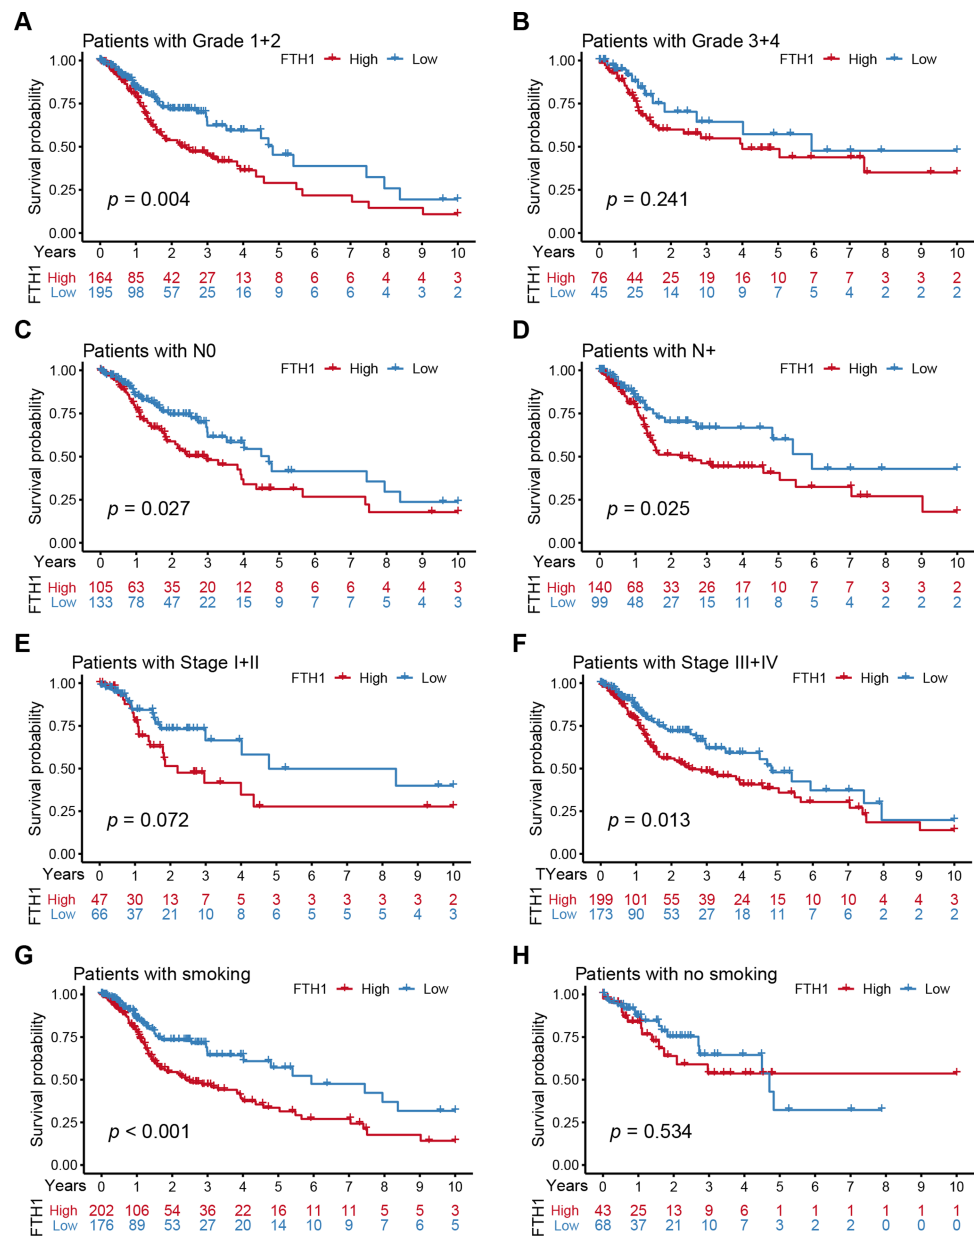 A
Patients with Grade 1+2
FTH1 High Low
Survival probability
1.00
0.75
0.50
0.25
0.00
p = 0.004
Years 0 1 2 3 4 5 6 7 8 9 10
FTH1
High 164 85 42 27 13 8 6 6 4 4 3
Low 195 98 57 25 16 9 6 6 4 3 2
B
Patients with Grade 3+4
FTH1 High Low
Survival probability
1.00
0.75
0.50
0.25
0.00
p = 0.241
Years 0 1 2 3 4 5 6 7 8 9 10
FTH1
High 76 44 25 19 16 10 7 7 3 3 2
Low 45 25 14 10 9 7 5 4 2 2 2
C
Patients with N0
FTH1 High Low
Survival probability
1.00
0.75
0.50
0.25
0.00
p = 0.027
Years 0 1 2 3 4 5 6 7 8 9 10
FTH1
High 105 63 35 20 12 8 6 6 4 4 3
Low 133 78 47 22 15 9 7 7 5 4 3
D
Patients with N+
FTH1 High Low
Survival probability
1.00
0.75
0.50
0.25
0.00
p = 0.025
Years 0 1 2 3 4 5 6 7 8 9 10
FTH1
High 140 68 33 26 17 10 7 7 3 3 2
Low 99 48 27 15 11 8 5 4 2 2 2
E
Patients with Stage I+II
FTH1 High Low
Survival probability
1.00
0.75
0.50
0.25
0.00
p = 0.072
Years 0 1 2 3 4 5 6 7 8 9 10
FTH1
High 47 30 13 7 5 3 3 3 3 3 2
Low 66 37 21 10 8 6 5 5 5 4 3
F
Patients with Stage III+IV
FTH1 High Low
Survival probability
1.00
0.75
0.50
0.25
0.00
p = 0.013
TYears 0 1 2 3 4 5 6 7 8 9 10
FTH1
High 199 101 55 39 24 15 10 10 4 4 3
Low 173 90 53 27 18 11 7 6 2 2 2
G
Patients with smoking
FTH1 High Low
Survival probability
1.00
0.75
0.50
0.25
0.00
p < 0.001
Years 0 1 2 3 4 5 6 7 8 9 10
FTH1
High 202 106 54 36 22 16 11 11 5 5 3
Low 176 89 53 27 20 14 10 9 7 6 5
H
Patients with no smoking
FTH1 High Low
Survival probability
1.00
0.75
0.50
0.25
0.00
p = 0.534
Years 0 1 2 3 4 5 6 7 8 9 10
FTH1
High 43 25 13 9 6 1 1 1 1 1 1
Low 68 37 21 10 7 3 2 2 0 0 0